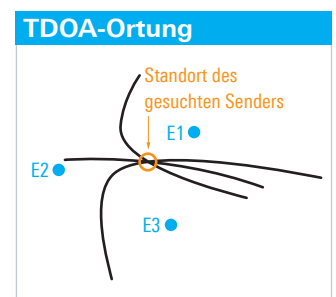 TDOA-Ortung
Standort des
gesuchten Senders
E1
E2
E3